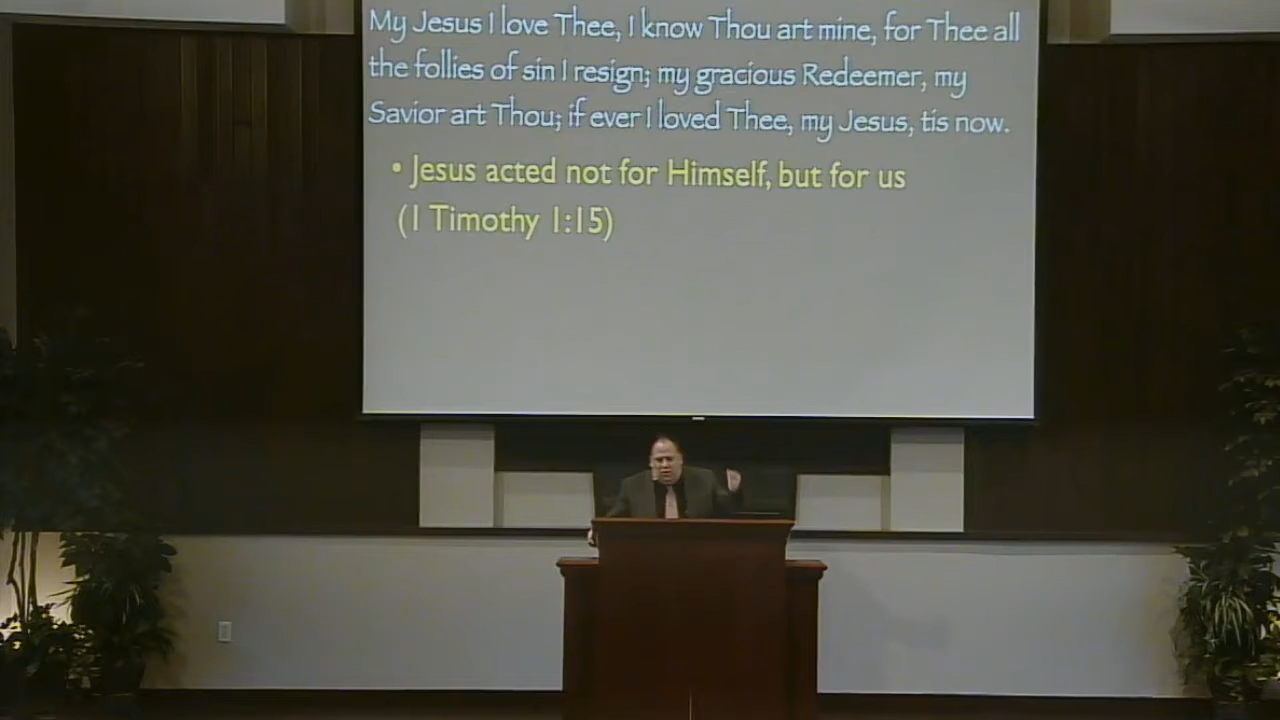 My Jesus I love Thee, I know Thou art mine, for Thee all
the follies of sin I resign; my gracious Redeemer, my
Savior art Thou; if ever I loved Thee, my Jesus, tis now.
• Jesus acted not for Himself, but for us
(1 Timothy 1:15)